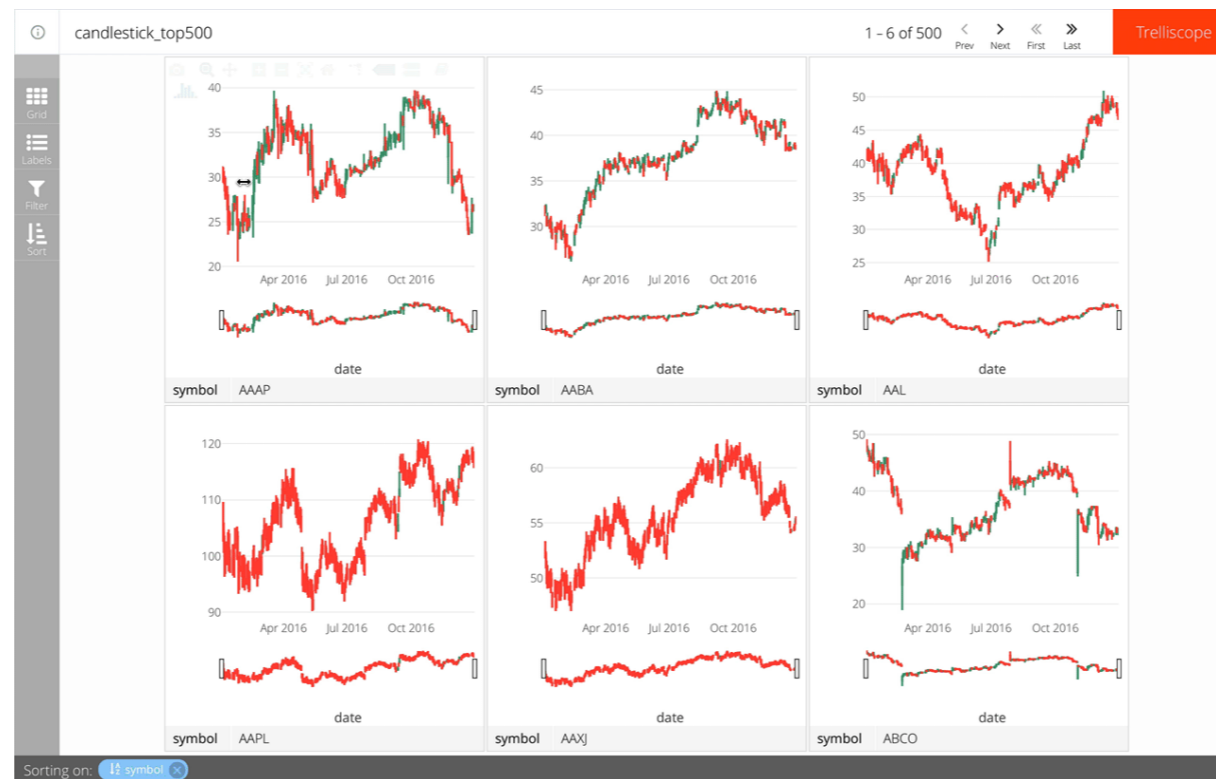 candlestick_top500
1 - 6 of 500
Prev Next First Last
Trelliscope
Grid
Labels
Filter
Sort
40
35
30
25
20
Apr 2016 Jul 2016 Oct 2016
date
symbol AAAP
45
40
35
30
Apr 2016 Jul 2016 Oct 2016
date
symbol AABA
50
45
40
35
30
25
Apr 2016 Jul 2016 Oct 2016
date
symbol AAL
120
110
100
90
Apr 2016 Jul 2016 Oct 2016
date
symbol AAPL
60
55
50
Apr 2016 Jul 2016 Oct 2016
date
symbol AAXJ
50
40
30
20
Apr 2016 Jul 2016 Oct 2016
date
symbol ABCO
Sorting on: symbol